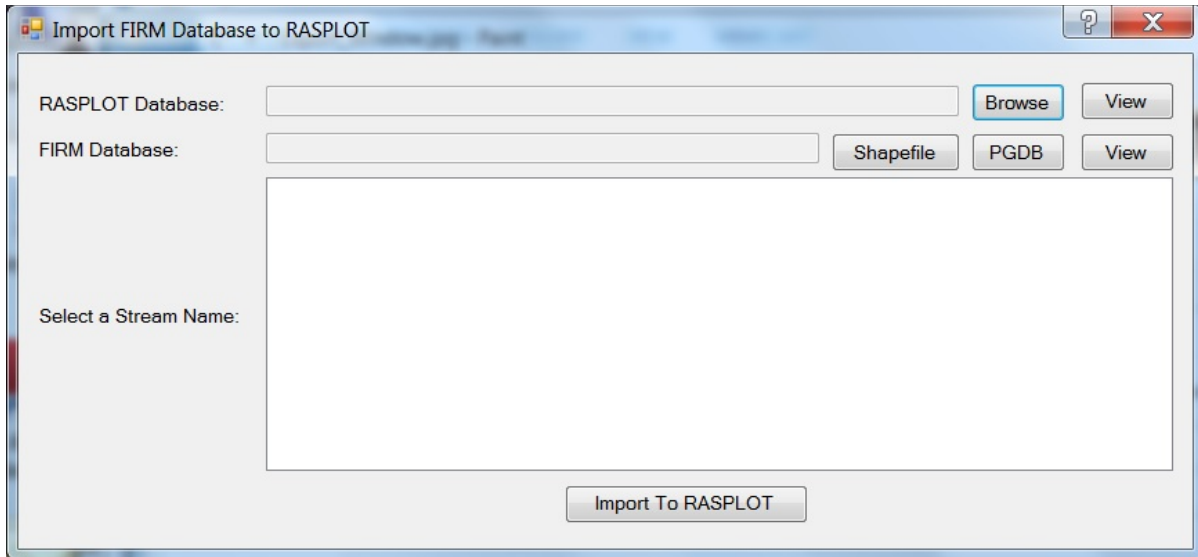 Import FIRM Database to RASPLOT
RASPLOT Database: Browse View
FIRM Database: Shapefile PGDB View
Select a Stream Name:
Import To RASPLOT